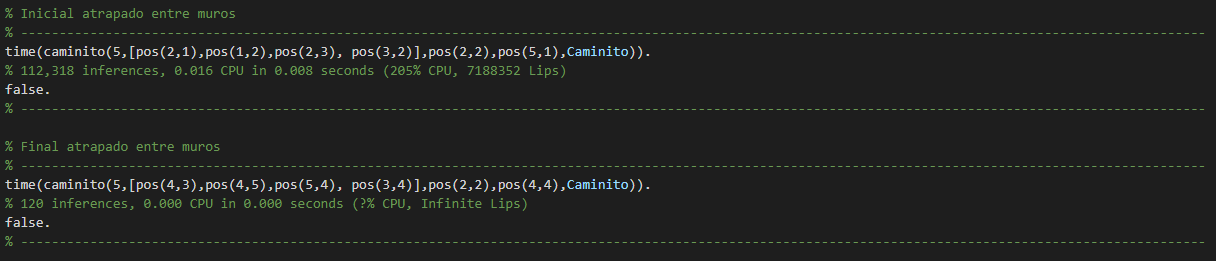 % Inicial atrapado entre muros
% --------------------------------------------------------------------------------------------------------------------------------------------------------
time(caminito(5,[pos(2,1),pos(1,2),pos(2,3), pos(3,2)],pos(2,2),pos(5,1),Caminito)).
% 112,318 inferences, 0.016 CPU in 0.008 seconds (205% CPU, 7188352 Lips)
false.
% --------------------------------------------------------------------------------------------------------------------------------------------------------
% Final atrapado entre muros
% --------------------------------------------------------------------------------------------------------------------------------------------------------
time(caminito(5,[pos(4,3),pos(4,5),pos(5,4), pos(3,4)],pos(2,2),pos(4,4),Caminito)).
% 120 inferences, 0.000 CPU in 0.000 seconds (?% CPU, Infinite Lips)
false.
% --------------------------------------------------------------------------------------------------------------------------------------------------------